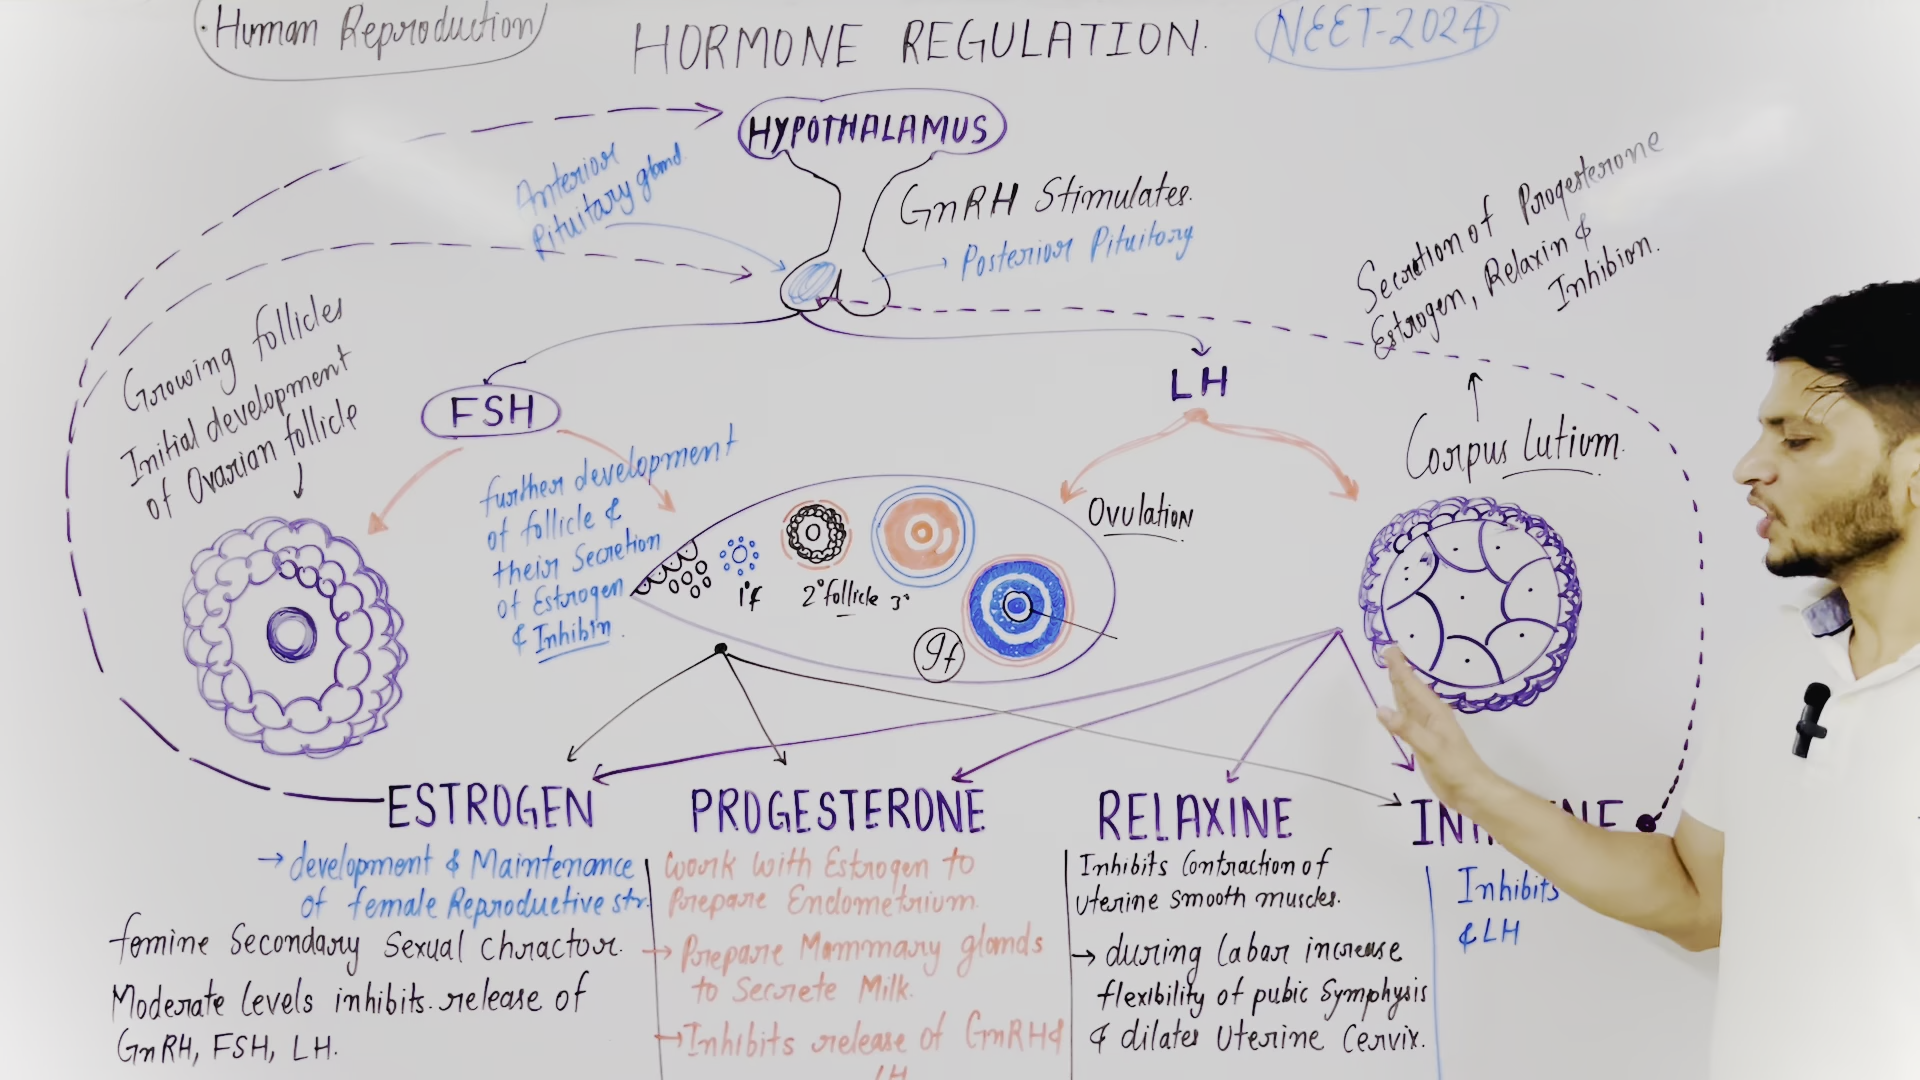 Human Reproduction
HORMONE REGULATION.
NEET-2024
HYPOTHALAMUS
Anterior
Pituitary gland
GnRH Stimulates.
Posterior Pituitary
Secretion of Progesterone
Estrogen, Relaxin &
Inhibion.
Growing follicles
Initial development
of Ovarian follicle
FSH
LH
Corpus Lutium.
further development
of follicle &
their Secretion
of Estrogen
& Inhibin.
Ovulation
1°f
2° follicle 3°
gf
ESTROGEN
PROGESTERONE
RELAXINE
→ development & Maintenance
of female Reproductive str.
femine Secondary Sexual Chractor.
Moderate levels inhibits release of
GnRH, FSH, LH.
work with Estrogen to
Prepare Endometrium
→ Prepare Mammary glands
to Secrete Milk.
→ Inhibits release of GnRH &
LH
Inhibits Contraction of
uterine smooth muscles.
→ during Labar increase
flexibility of pubic Symphysis
& dilates Uterine Cervix.
Inhibits
& LH